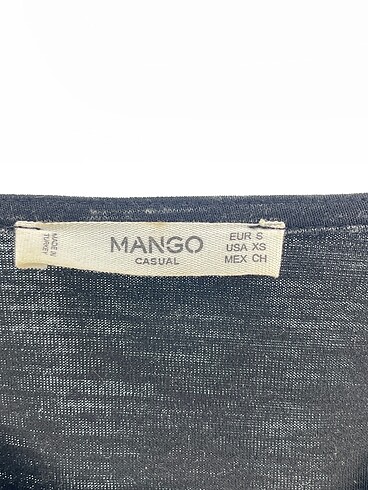 MADE IN
TURKEY
MANGO
CASUAL
EUR S
USA XS
MEX CH